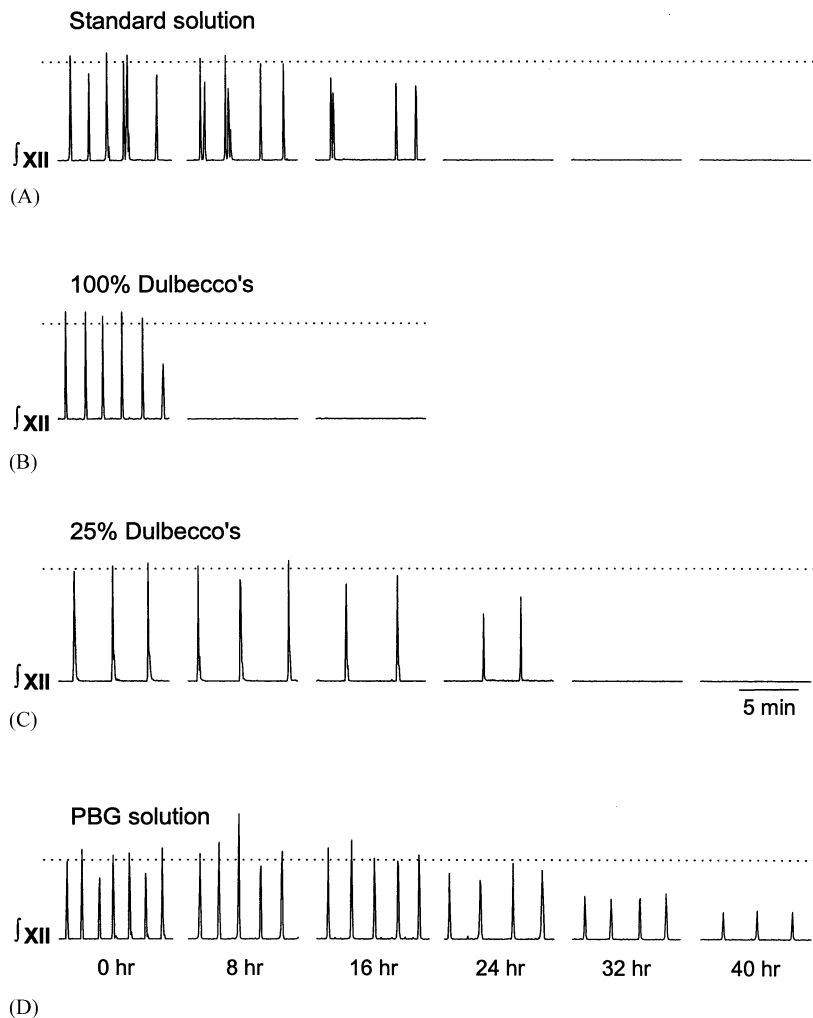 Standard solution
∫XII
(A)
100% Dulbecco's
∫XII
(B)
25% Dulbecco's
∫XII
5 min
(C)
PBG solution
∫XII
0 hr 8 hr 16 hr 24 hr 32 hr 40 hr
(D)